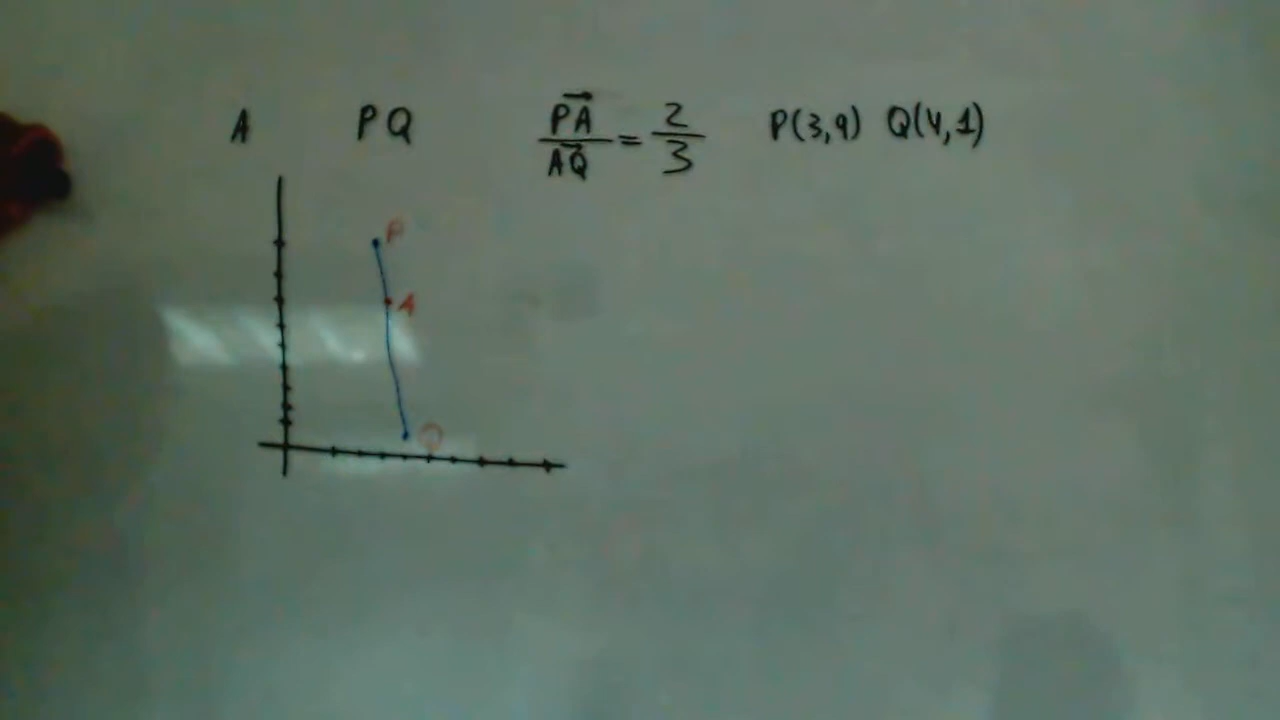 A PQ PA/AQ = 2/3 P(3,9) Q(4,1)
P
A
Q